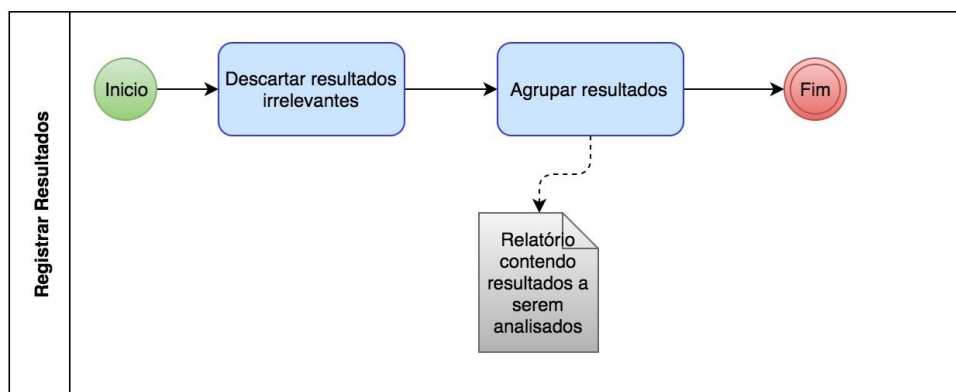 Registrar Resultados
Inicio
Descartar resultados
irrelevantes
Agrupar resultados
Fim
Relatório
contendo
resultados a
serem
analisados